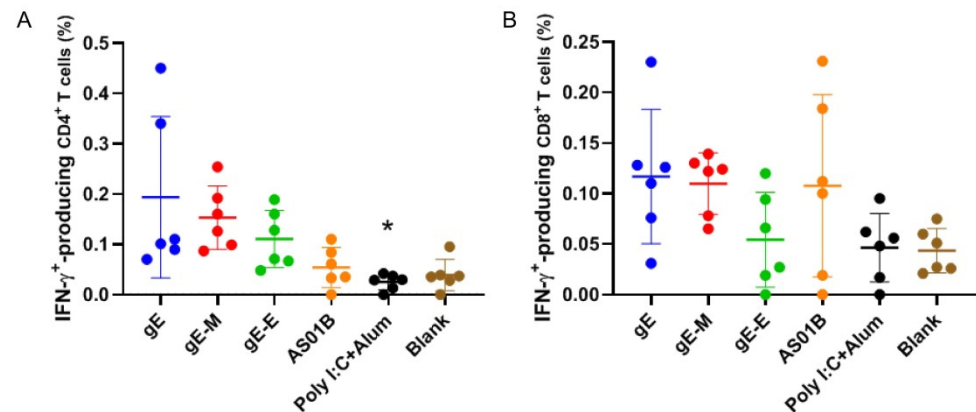 A
IFN-γ⁺-producing CD4⁺ T cells (%)
0.5
0.4
0.3
0.2
0.1
0.0
*
gE
gE-M
gE-E
AS01B
Poly I:C+Alum
Blank
B
IFN-γ⁺-producing CD8⁺ T cells (%)
0.25
0.20
0.15
0.10
0.05
0.00
gE
gE-M
gE-E
AS01B
Poly I:C+Alum
Blank